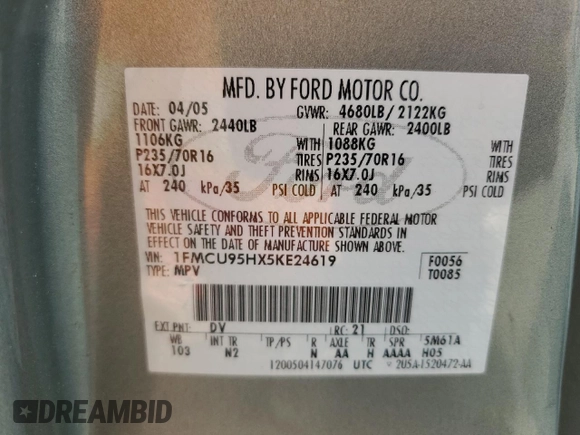 MFD. BY FORD MOTOR CO.
DATE: 04/05 GVWR: 4680LB/2122KG
FRONT GAWR: 2440LB REAR GAWR: 2400LB
1106KG WITH 1088KG WITH
P235/70R16 TIRES P235/70R16 TIRES
16X7.0J RIMS 16X7.0J RIMS
AT 240 kPa/35 PSI COLD AT 240 kPa/35 PSI COLD
Ford
THIS VEHICLE CONFORMS TO ALL APPLICABLE FEDERAL MOTOR
VEHICLE SAFETY AND THEFT PREVENTION STANDARDS IN
EFFECT ON THE DATE OF MANUFACTURE SHOWN ABOVE.
VIN: 1FMCU95HX5KE24619 F0056
TYPE: MPV T0085
EXT PNT: DV RC: 21 DSO:
WB INT TR TP/PS R AXLE TR SPR 5M61A
103 N2 N AA H AAAA H05
1200504147076 UTC 2U5A-1520472-AA
DREAMBID